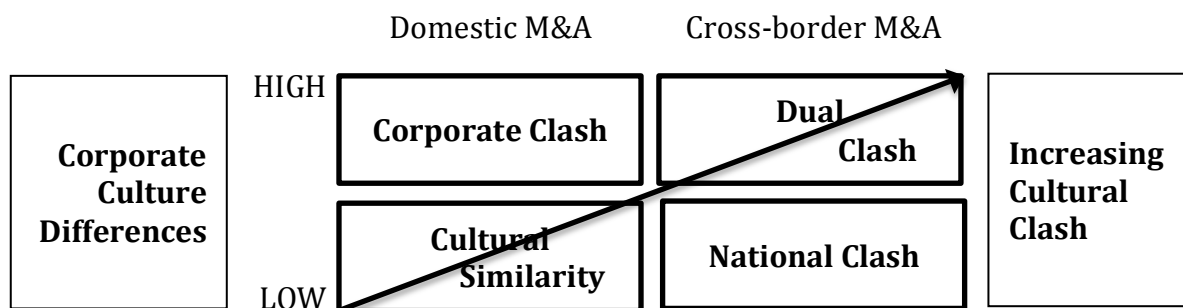 Domestic M&A
Cross-border M&A
HIGH
Corporate
Culture
Differences
Corporate Clash
Dual
Clash
Increasing
Cultural
Clash
Cultural
Similarity
National Clash
LOW